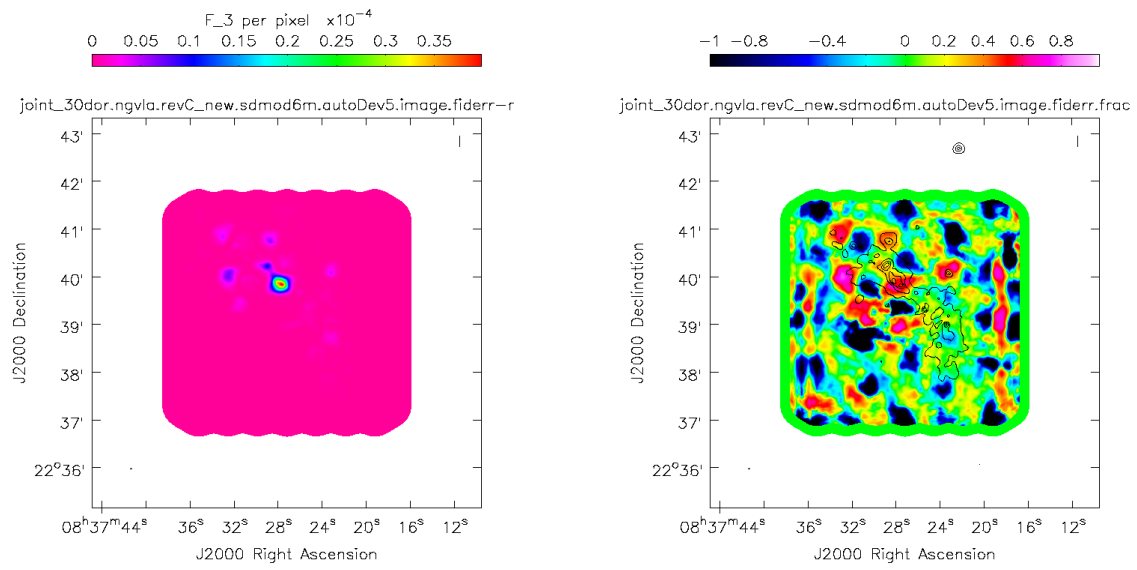 F_3 per pixel ×10⁻⁴
0 0.05 0.1 0.15 0.2 0.25 0.3 0.35
joint_30dor.ngvla.revC_new.sdmod6m.autoDev5.image.fiderr-r
I
43'
42'
41'
40'
39'
38'
37'
22°36'
J2000 Declination
08ʰ37ᵐ44ˢ 36ˢ 32ˢ 28ˢ 24ˢ 20ˢ 16ˢ 12ˢ
J2000 Right Ascension
−1 −0.8 −0.4 0 0.2 0.4 0.6 0.8
joint_30dor.ngvla.revC_new.sdmod6m.autoDev5.image.fiderr.frac
I
43'
42'
41'
40'
39'
38'
37'
22°36'
J2000 Declination
08ʰ37ᵐ44ˢ 36ˢ 32ˢ 28ˢ 24ˢ 20ˢ 16ˢ 12ˢ
J2000 Right Ascension